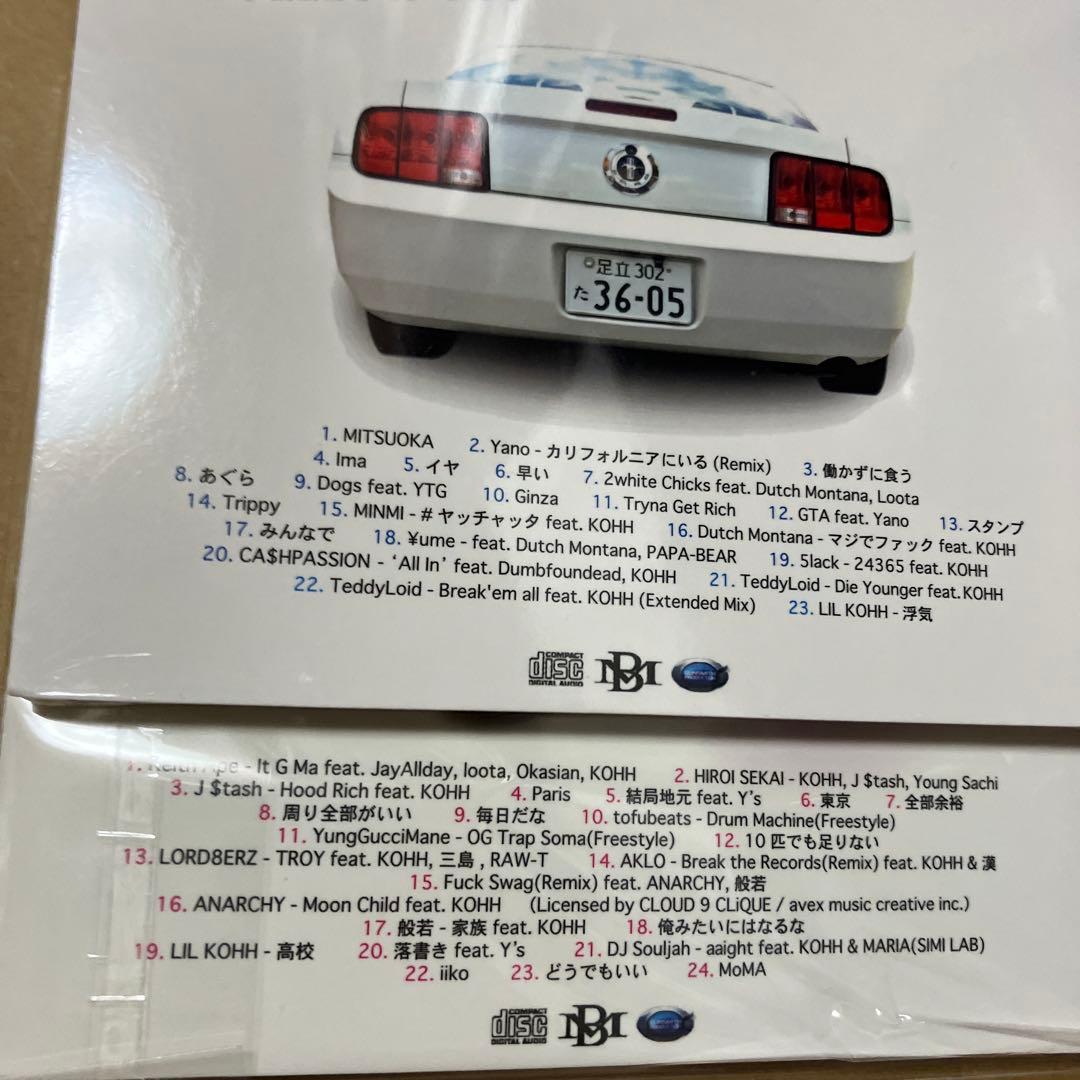 足立 302
た 36-05
1. MITSUOKA 2. Yano - カリフォルニアにいる (Remix) 3. 働かずに食う
4. Ima 5. イヤ 6. 早い 7. 2white Chicks feat. Dutch Montana, Loota
8. あぐら 9. Dogs feat. YTG 10. Ginza 11. Tryna Get Rich 12. GTA feat. Yano 13. スタンプ
14. Trippy 15. MINMI - # ヤッチャッタ feat. KOHH 16. Dutch Montana - マジでファック feat. KOHH
17. みんなで 18. ¥ume - feat. Dutch Montana, PAPA-BEAR 19. 5lack - 24365 feat. KOHH
20. CA$HPASSION - ‘All In’ feat. Dumbfoundead, KOHH 21. TeddyLoid - Die Younger feat. KOHH
22. TeddyLoid - Break'em all feat. KOHH (Extended Mix) 23. LIL KOHH - 浮気
COMPACT
disc
DIGITAL AUDIO
1. Keith Ape - It G Ma feat. JayAllday, loota, Okasian, KOHH 2. HIROI SEKAI - KOHH, J $tash, Young Sachi
3. J $tash - Hood Rich feat. KOHH 4. Paris 5. 結局地元 feat. Y's 6. 東京 7. 全部余裕
8. 周り全部がいい 9. 毎日だな 10. tofubeats - Drum Machine(Freestyle)
11. YungGucciMane - OG Trap Soma(Freestyle) 12. 10 匹でも足りない
13. LORD8ERZ - TROY feat. KOHH, 三島 , RAW-T 14. AKLO - Break the Records(Remix) feat. KOHH & 漢
15. Fuck Swag(Remix) feat. ANARCHY, 般若
16. ANARCHY - Moon Child feat. KOHH (Licensed by CLOUD 9 CLiQUE / avex music creative inc.)
17. 般若 - 家族 feat. KOHH 18. 俺みたいにはなるな
19. LIL KOHH - 高校 20. 落書き feat. Y's 21. DJ Souljah - aaight feat. KOHH & MARIA(SIMI LAB)
22. iiko 23. どうでもいい 24. MoMA
COMPACT
disc
DIGITAL AUDIO